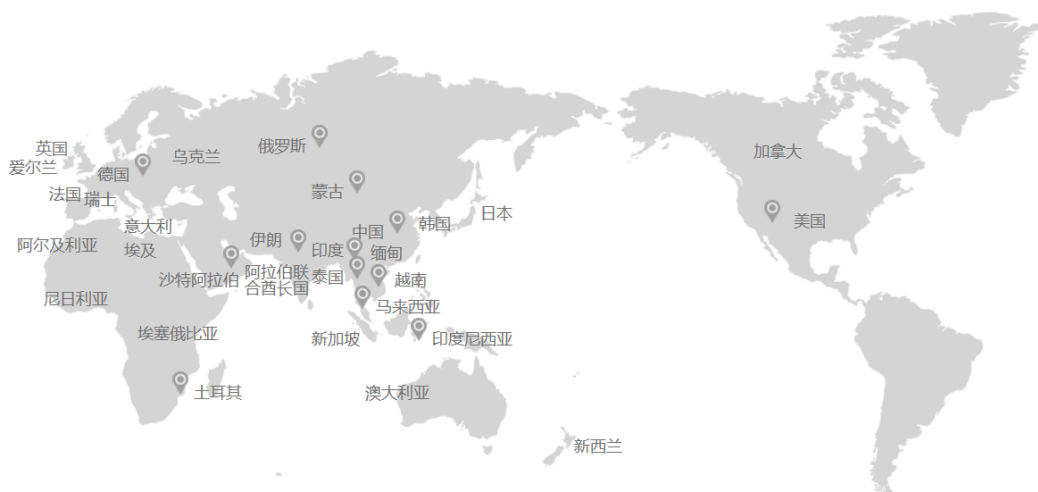 英国
爱尔兰
法国
瑞士
德国
乌克兰
俄罗斯
蒙古
意大利
阿尔及利亚
埃及
伊朗
印度
中国
韩国
日本
缅甸
沙特阿拉伯
阿拉伯联
合酋长国
泰国
越南
尼日利亚
马来西亚
埃塞俄比亚
新加坡
印度尼西亚
土耳其
澳大利亚
新西兰
加拿大
美国